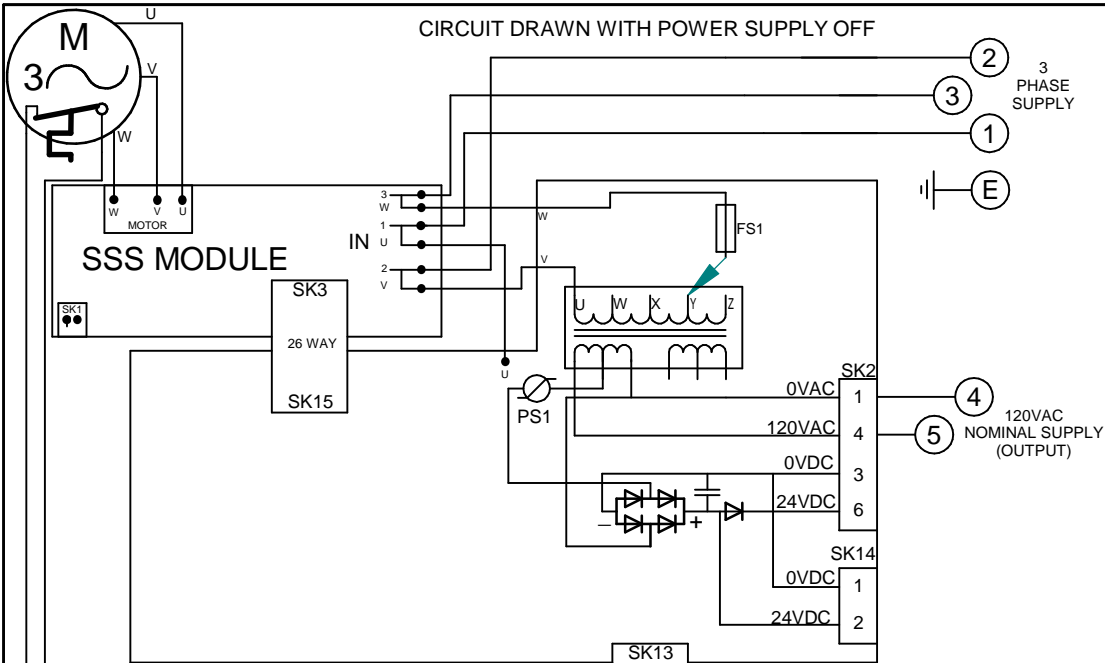 CIRCUIT DRAWN WITH POWER SUPPLY OFF
U
M
3
V
W
2
3
1
E
3
PHASE
SUPPLY
W V U
MOTOR
SSS MODULE
IN
3
W
1
U
2
V
W
V
FS1
SK1
SK3
26 WAY
SK15
U W X Y Z
U
PS1
SK2
0VAC 1
120VAC 4
0VDC 3
24VDC 6
4
5
120VAC
NOMINAL SUPPLY
(OUTPUT)
− +
SK14
0VDC 1
24VDC 2
SK13